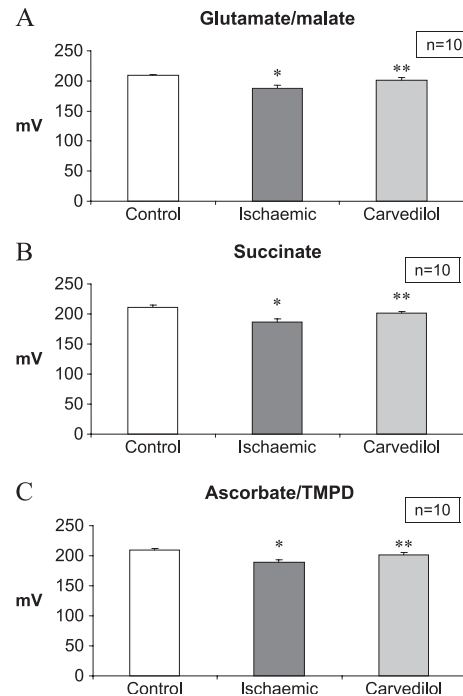 A
Glutamate/malate
n=10
mV
250
200
150
100
50
0
*
**
Control Ischaemic Carvedilol
B
Succinate
n=10
mV
250
200
150
100
50
0
*
**
Control Ischaemic Carvedilol
C
Ascorbate/TMPD
n=10
mV
250
200
150
100
50
0
*
**
Control Ischaemic Carvedilol